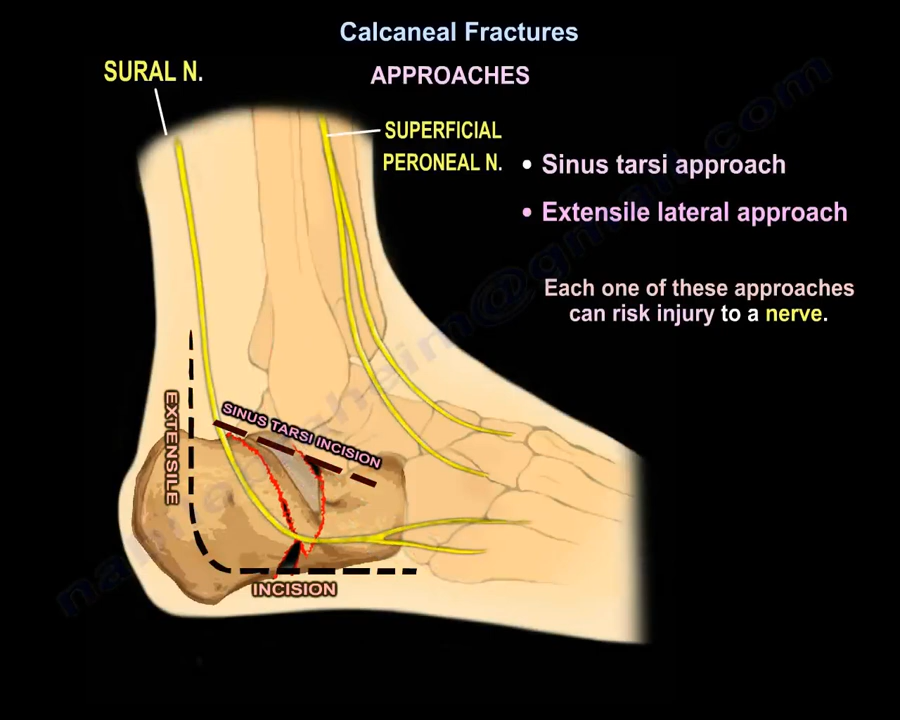 Calcaneal Fractures
APPROACHES
SURAL N.
SUPERFICIAL
PERONEAL N.
• Sinus tarsi approach
• Extensile lateral approach
Each one of these approaches
can risk injury to a nerve.
SINUS TARSI INCISION
EXTENSILE
INCISION